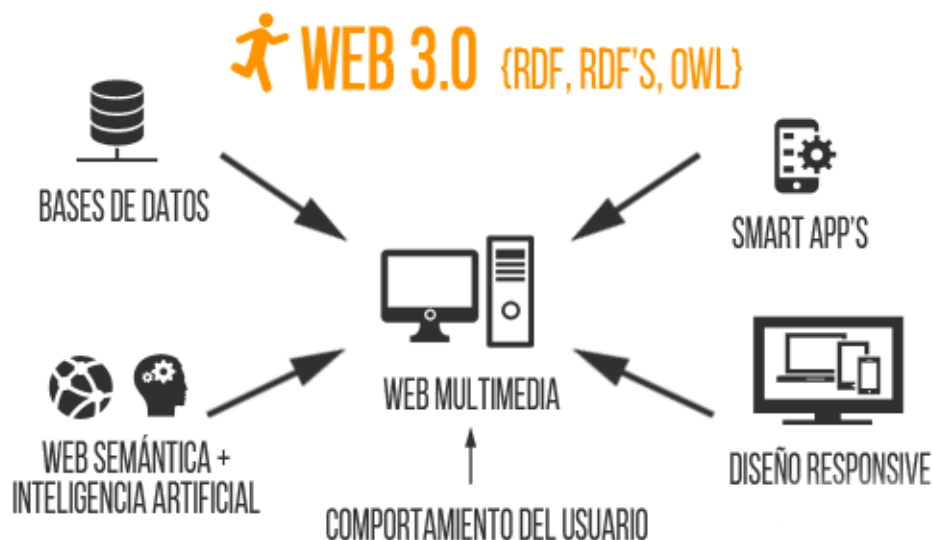 WEB 3.0 {RDF, RDF'S, OWL}
BASES DE DATOS
SMART APP'S
WEB MULTIMEDIA
WEB SEMÁNTICA +
INTELIGENCIA ARTIFICIAL
DISEÑO RESPONSIVE
COMPORTAMIENTO DEL USUARIO